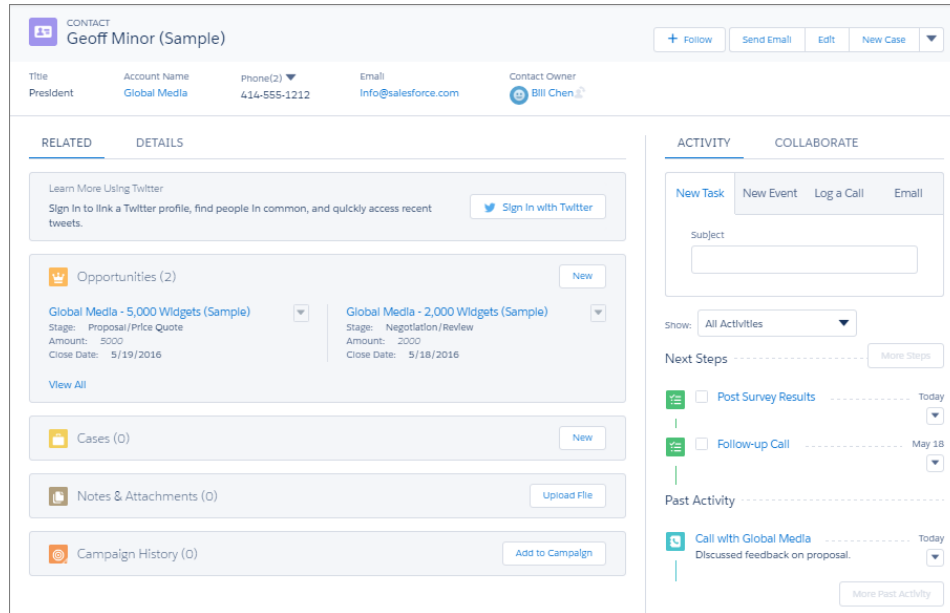 CONTACT
Geoff Minor (Sample)
+ Follow
Send Email
Edit
New Case
Title
President
Account Name
Global Media
Phone(2)
414-555-1212
Email
Info@salesforce.com
Contact Owner
Bill Chen
RELATED
DETAILS
Learn More Using Twitter
Sign In to link a Twitter profile, find people in common, and quickly access recent
tweets.
Sign In with Twitter
Opportunities (2)
New
Global Media - 5,000 Widgets (Sample)
Stage: Proposal/Price Quote
Amount: 5000
Close Date: 5/19/2016
Global Media - 2,000 Widgets (Sample)
Stage: Negotiation/Review
Amount: 2000
Close Date: 5/18/2016
View All
Cases (0)
New
Notes & Attachments (0)
Upload File
Campaign History (0)
Add to Campaign
ACTIVITY
COLLABORATE
New Task
New Event
Log a Call
Email
Subject
Show: All Activities
Next Steps
More Steps
Post Survey Results
Today
Follow-up Call
May 18
Past Activity
Call with Global Media
Today
Discussed feedback on proposal.
More Past Activity